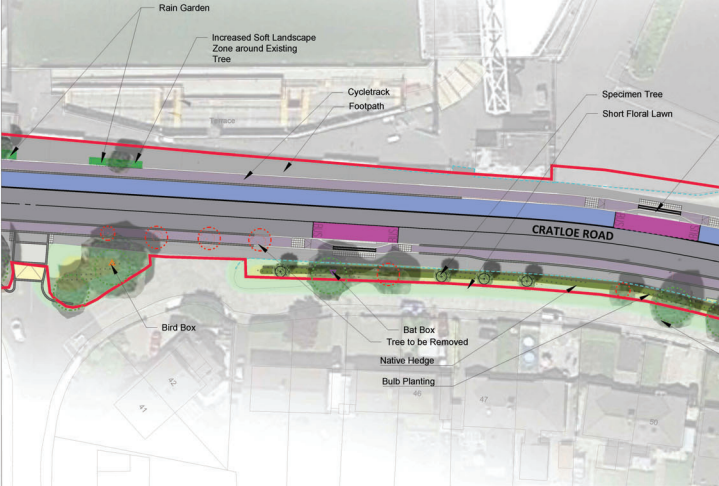 Rain Garden
Increased Soft Landscape
Zone around Existing
Tree
Terrace
Cycletrack
Footpath
Specimen Tree
Short Floral Lawn
CRATLOE ROAD
Bird Box
Bat Box
Tree to be Removed
Native Hedge
Bulb Planting
42
41
46
47